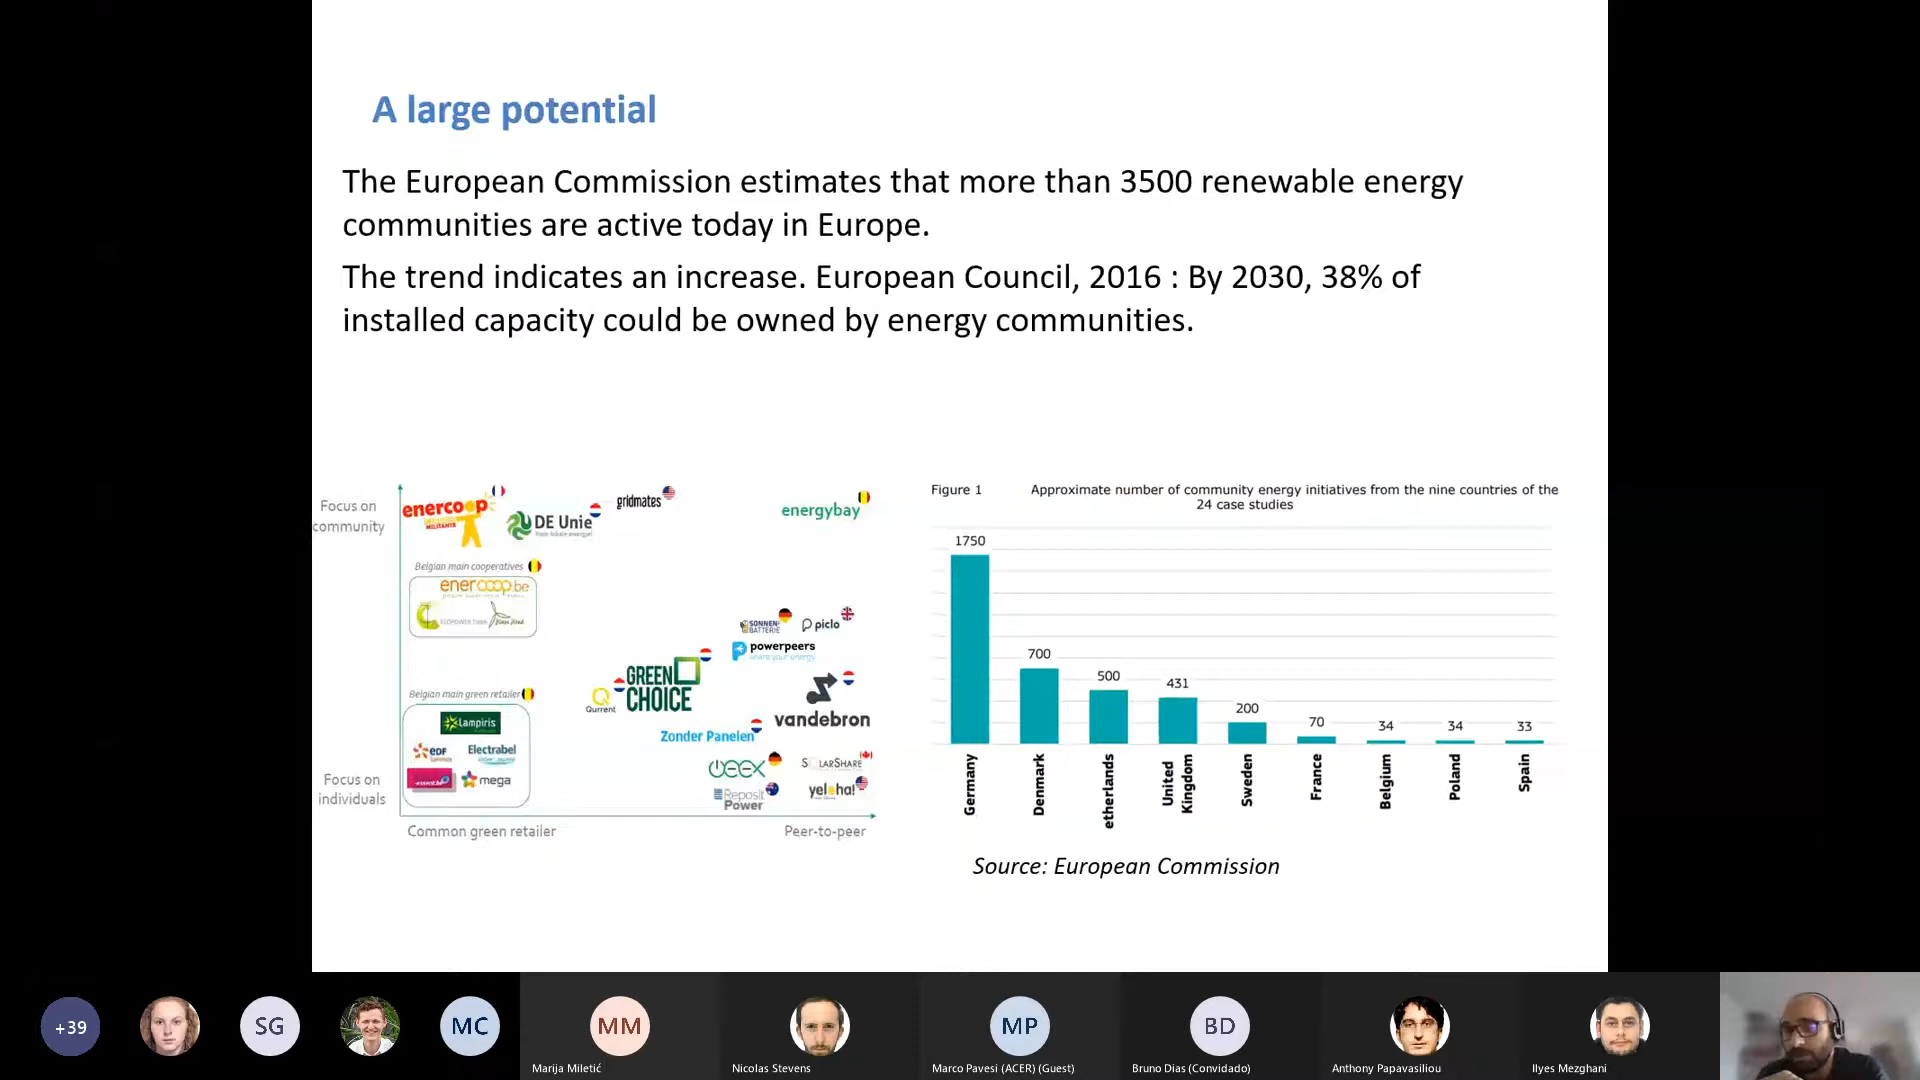 A large potential
The European Commission estimates that more than 3500 renewable energy
communities are active today in Europe.
The trend indicates an increase. European Council, 2016 : By 2030, 38% of
installed capacity could be owned by energy communities.
Focus on
community
enercoop
MILITANTE
DE Unie
gridmates
energybay
Belgian main cooperatives
enercoop.be
SONNEN-
BATTERIE
piclo
powerpeers
share your energy
GREEN
CHOICE
Qurrent
vandebron
Zonder Panelen
Belgian main green retailer
Lampiris
EDF
Luminus
Electrabel
essent.be
mega
SOLARSHARE
Reposit
Power
yeloha!
Focus on
individuals
Common green retailer
Peer-to-peer
Figure 1
Approximate number of community energy initiatives from the nine countries of the
24 case studies
1750
700
500
431
200
70
34
34
33
Germany
Denmark
etherlands
United
Kingdom
Sweden
France
Belgium
Poland
Spain
Source: European Commission
+39
SG
MC
MM
MP
BD
Marija Miletić
Nicolas Stevens
Marco Pavesi (ACER) (Guest)
Bruno Dias (Convidado)
Anthony Papavasiliou
Ilyes Mezghani